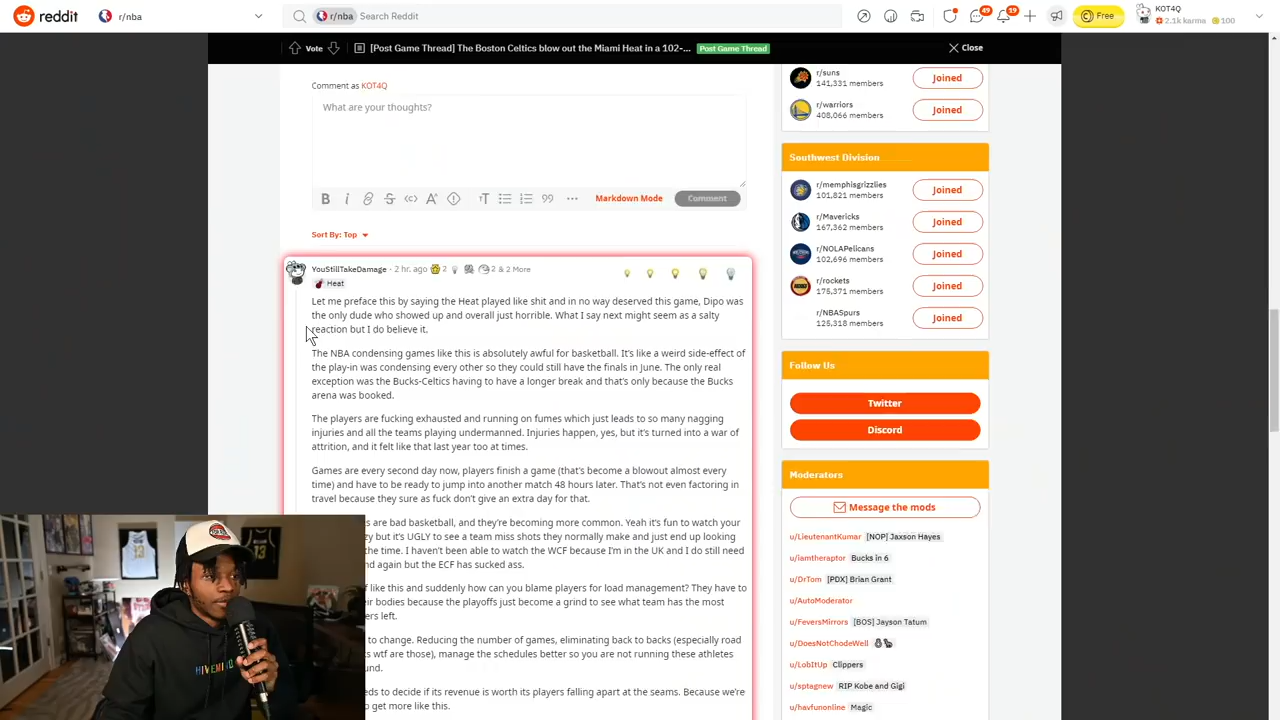 reddit
r/nba
r/nba
Search Reddit
49
19
Free
KOT4Q
2.1k karma
100
Vote
[Post Game Thread] The Boston Celtics blow out the Miami Heat in a 102-...
Post Game Thread
Close
Comment as KOT4Q
What are your thoughts?
Markdown Mode
Comment
Sort By: Top
YouStillTakeDamage · 2 hr. ago 2 2 & 2 More
Heat
Let me preface this by saying the Heat played like shit and in no way deserved this game, Dipo was
the only dude who showed up and overall just horrible. What I say next might seem as a salty
reaction but I do believe it.
The NBA condensing games like this is absolutely awful for basketball. It's like a weird side-effect of
the play-in was condensing every other so they could still have the finals in June. The only real
exception was the Bucks-Celtics having to have a longer break and that's only because the Bucks
arena was booked.
The players are fucking exhausted and running on fumes which just leads to so many nagging
injuries and all the teams playing undermanned. Injuries happen, yes, but it's turned into a war of
attrition, and it felt like that last year too at times.
Games are every second day now, players finish a game (that's become a blowout almost every
time) and have to be ready to jump into another match 48 hours later. That's not even factoring in
travel because they sure as fuck don't give an extra day for that.
s are bad basketball, and they're becoming more common. Yeah it's fun to watch your
zy but it's UGLY to see a team miss shots they normally make and just end up looking
the time. I haven't been able to watch the WCF because I'm in the UK and I do still need
nd again but the ECF has sucked ass.
f like this and suddenly how can you blame players for load management? They have to
eir bodies because the playoffs just become a grind to see what team has the most
ers left.
to change. Reducing the number of games, eliminating back to backs (especially road
s wtf are those), manage the schedules better so you are not running these athletes
und.
eds to decide if its revenue is worth its players falling apart at the seams. Because we're
o get more like this.
r/suns
141,331 members
Joined
r/warriors
408,066 members
Joined
Southwest Division
r/memphisgrizzlies
101,821 members
Joined
r/Mavericks
167,362 members
Joined
r/NOLAPelicans
102,696 members
Joined
r/rockets
175,371 members
Joined
r/NBASpurs
125,318 members
Joined
Follow Us
Twitter
Discord
Moderators
Message the mods
u/LieutenantKumar [NOP] Jaxson Hayes
u/iamtheraptor Bucks in 6
u/DrTom [PDX] Brian Grant
u/AutoModerator
u/FeversMirrors [BOS] Jayson Tatum
u/DoesNotChodeWell
u/LobItUp Clippers
u/sptagnew RIP Kobe and Gigi
u/havfunonline Magic